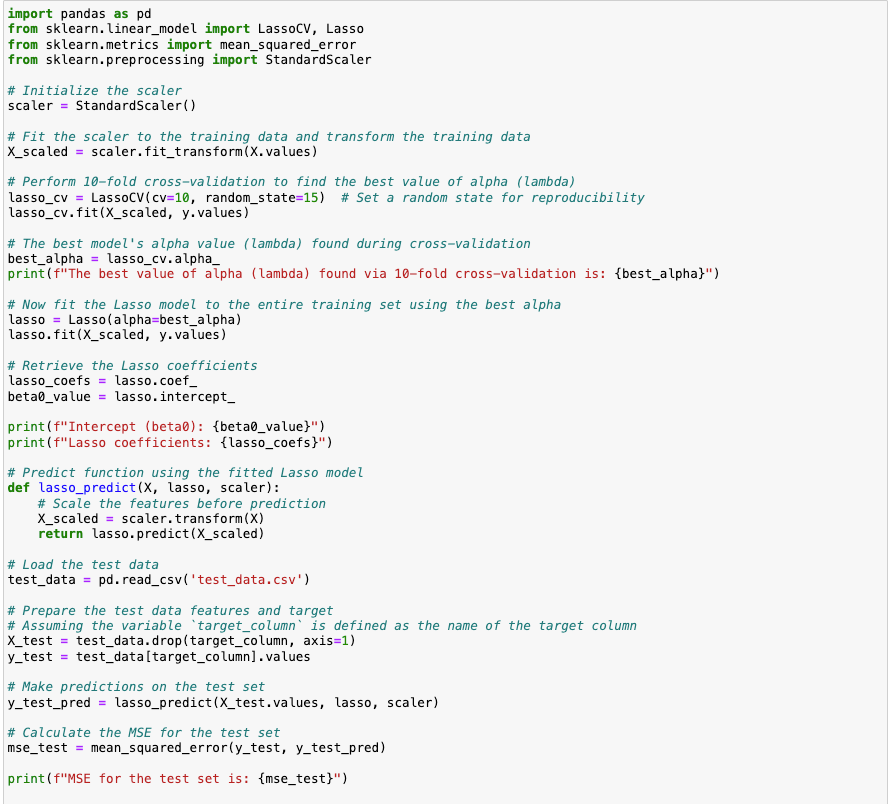 import pandas as pd
from sklearn.linear_model import LassoCV, Lasso
from sklearn.metrics import mean_squared_error
from sklearn.preprocessing import StandardScaler

# Initialize the scaler
scaler = StandardScaler()

# Fit the scaler to the training data and transform the training data
X_scaled = scaler.fit_transform(X.values)

# Perform 10-fold cross-validation to find the best value of alpha (lambda)
lasso_cv = LassoCV(cv=10, random_state=15)  # Set a random state for reproducibility
lasso_cv.fit(X_scaled, y.values)

# The best model's alpha value (lambda) found during cross-validation
best_alpha = lasso_cv.alpha_
print(f"The best value of alpha (lambda) found via 10-fold cross-validation is: {best_alpha}")

# Now fit the Lasso model to the entire training set using the best alpha
lasso = Lasso(alpha=best_alpha)
lasso.fit(X_scaled, y.values)

# Retrieve the Lasso coefficients
lasso_coefs = lasso.coef_
beta0_value = lasso.intercept_

print(f"Intercept (beta0): {beta0_value}")
print(f"Lasso coefficients: {lasso_coefs}")

# Predict function using the fitted Lasso model
def lasso_predict(X, lasso, scaler):
    # Scale the features before prediction
    X_scaled = scaler.transform(X)
    return lasso.predict(X_scaled)

# Load the test data
test_data = pd.read_csv('test_data.csv')

# Prepare the test data features and target
# Assuming the variable `target_column` is defined as the name of the target column
X_test = test_data.drop(target_column, axis=1)
y_test = test_data[target_column].values

# Make predictions on the test set
y_test_pred = lasso_predict(X_test.values, lasso, scaler)

# Calculate the MSE for the test set
mse_test = mean_squared_error(y_test, y_test_pred)

print(f"MSE for the test set is: {mse_test}")